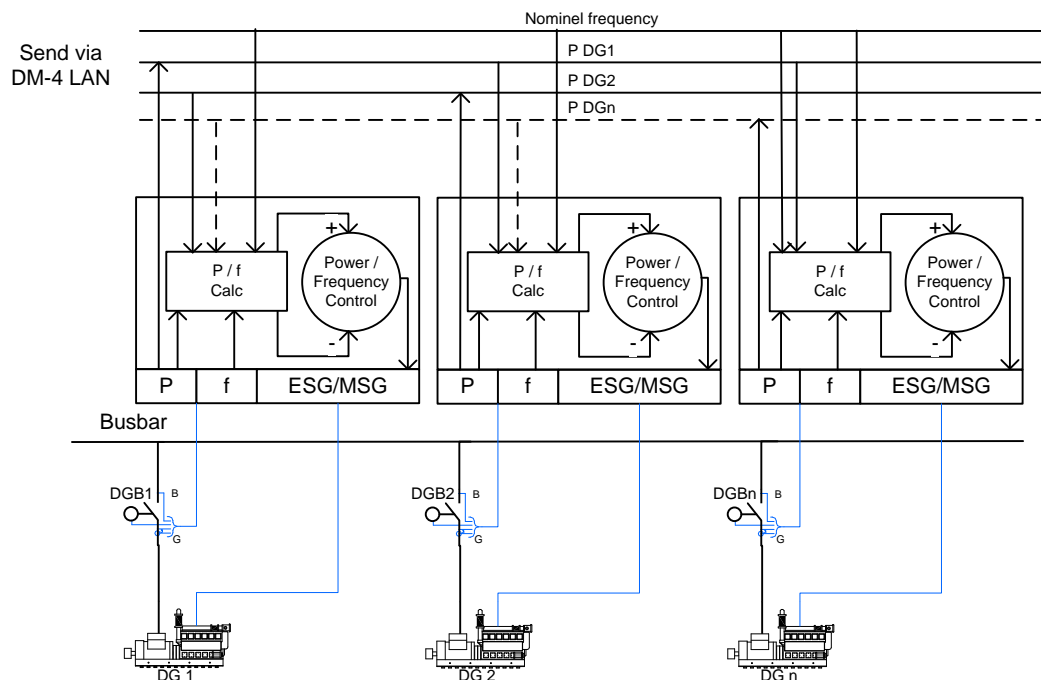 Nominel frequency
Send via
DM-4 LAN
P DG1
P DG2
P DGn
P / f
Calc
+
Power /
Frequency
Control
-
P f ESG/MSG
P / f
Calc
+
Power /
Frequency
Control
-
P f ESG/MSG
P / f
Calc
+
Power /
Frequency
Control
-
P f ESG/MSG
Busbar
DGB1 B
G
DGB2 B
G
DGBn B
G
DG 1
DG 2
DG n